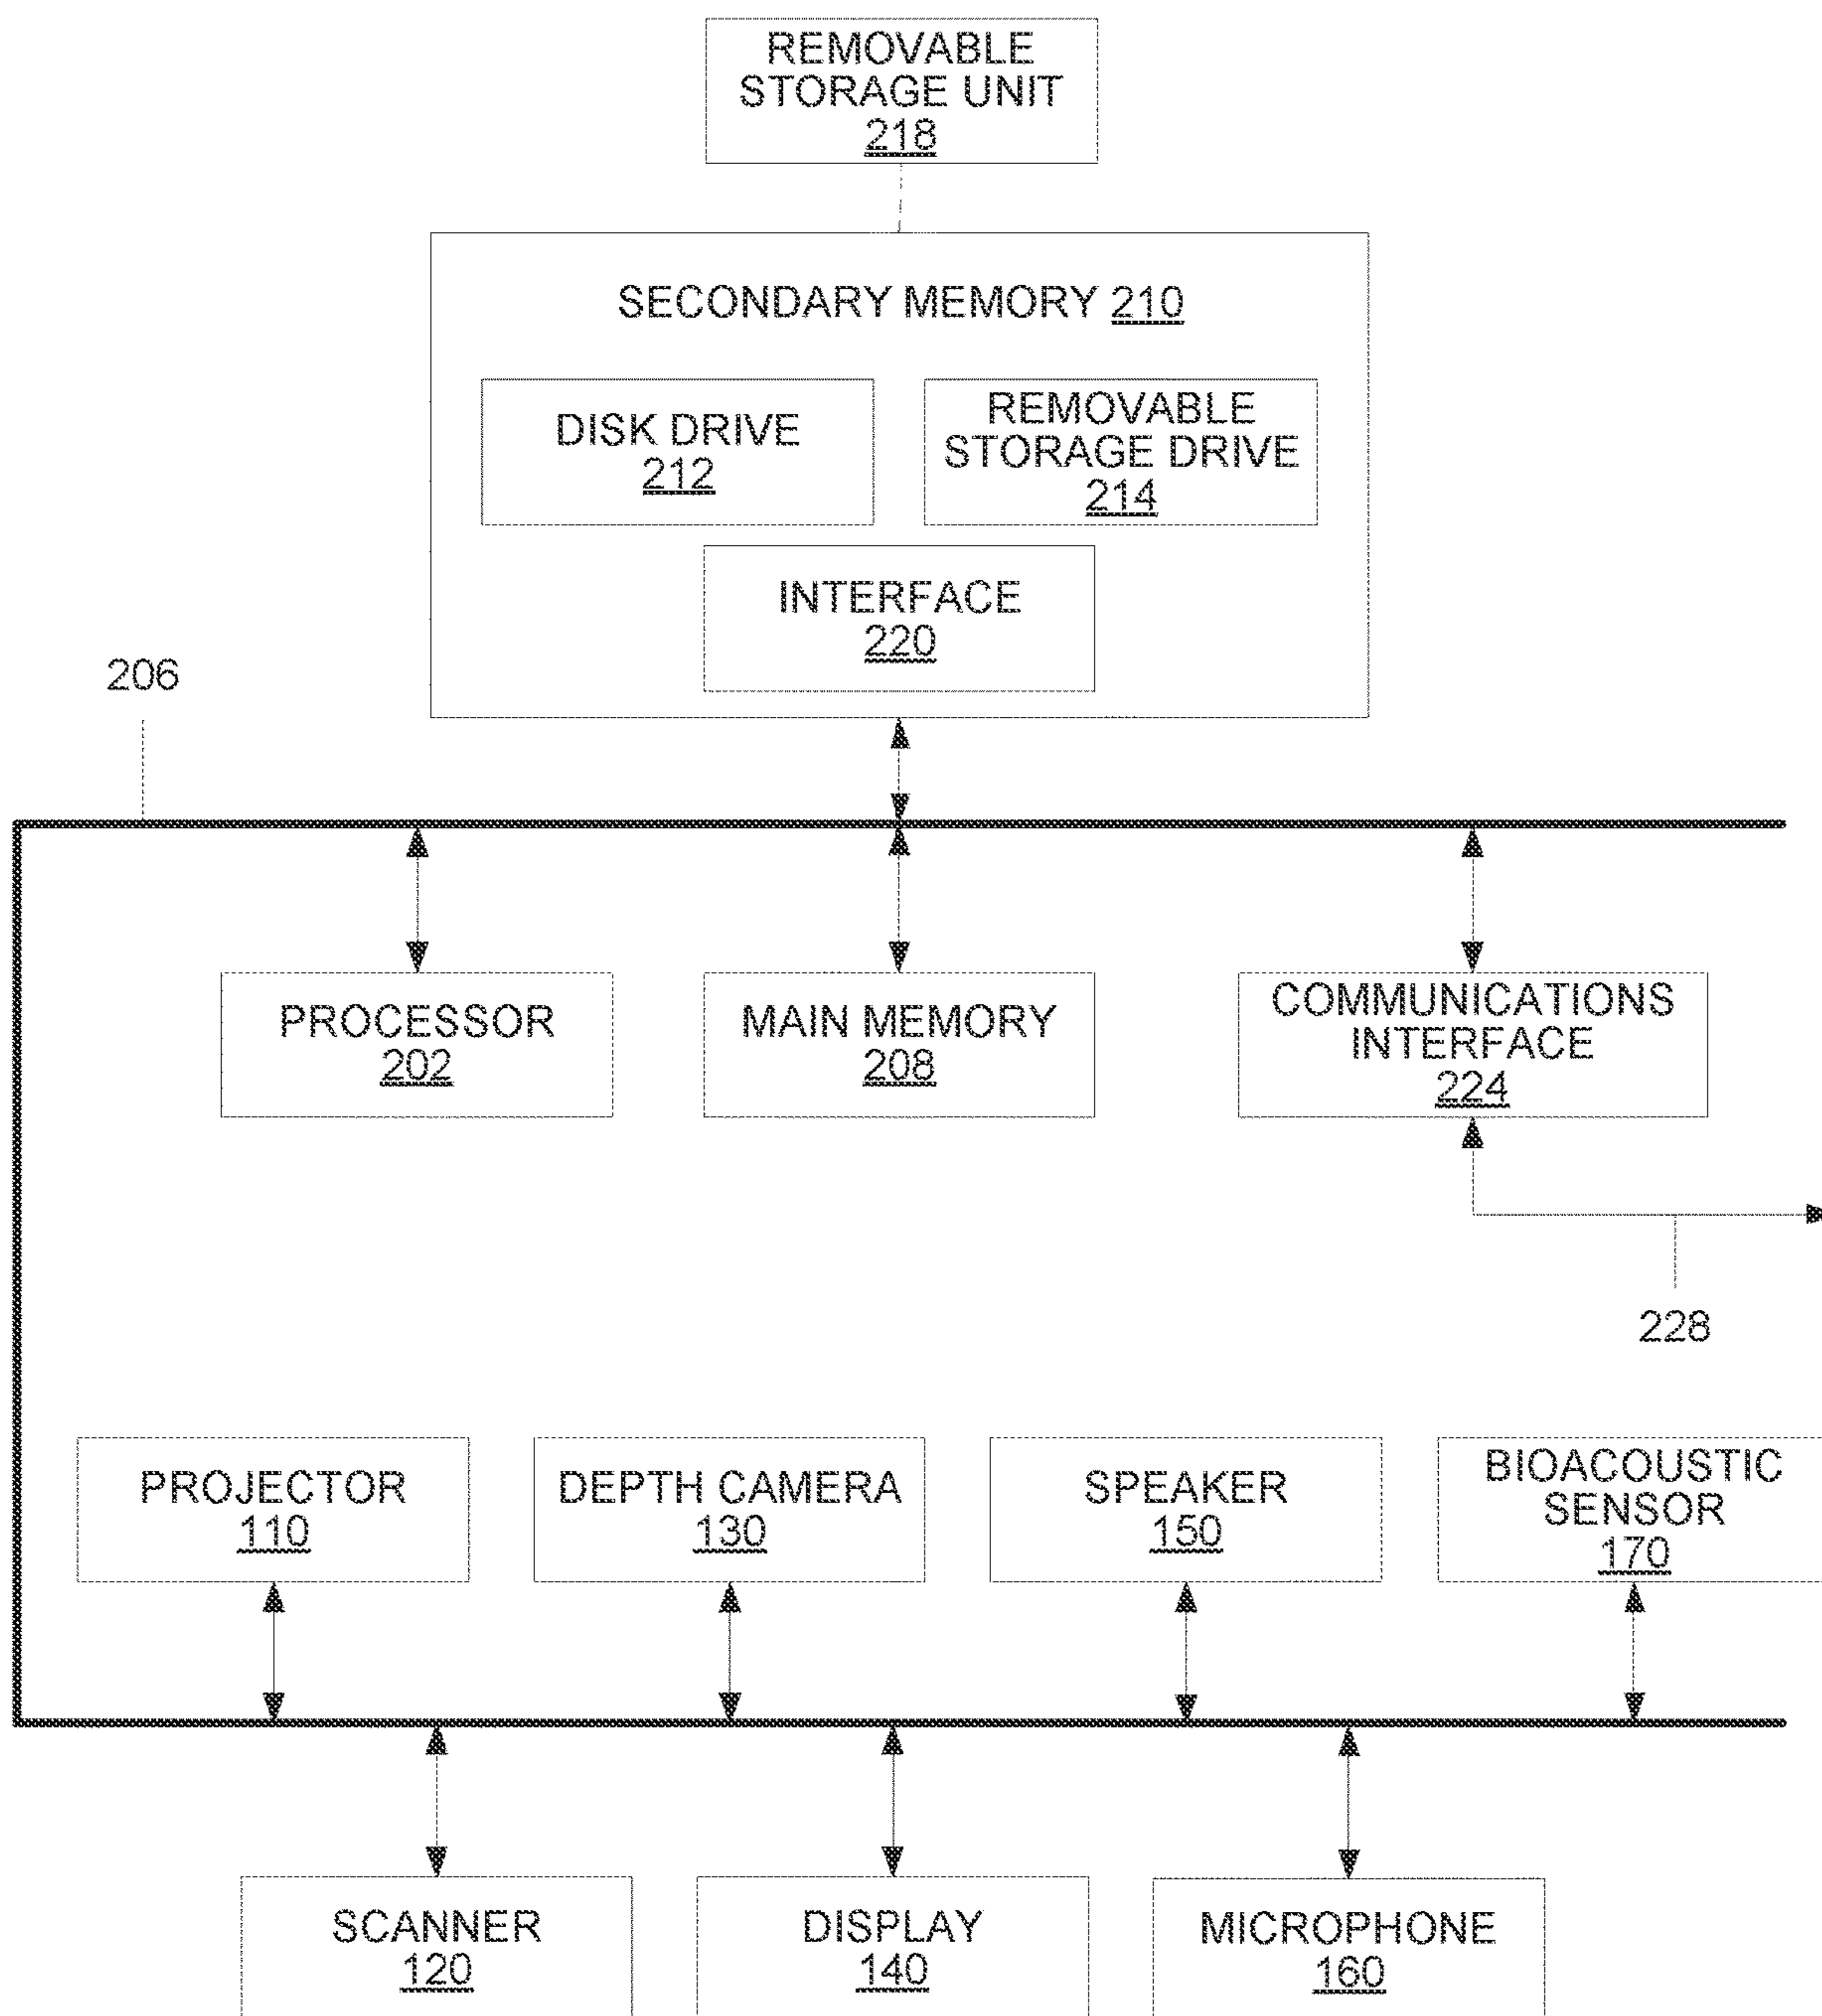 REMOVABLE
STORAGE UNIT
218
SECONDARY MEMORY 210
DISK DRIVE
212
REMOVABLE
STORAGE DRIVE
214
INTERFACE
220
206
PROCESSOR
202
MAIN MEMORY
208
COMMUNICATIONS
INTERFACE
224
228
PROJECTOR
110
DEPTH CAMERA
130
SPEAKER
150
BIOACOUSTIC
SENSOR
170
SCANNER
120
DISPLAY
140
MICROPHONE
160